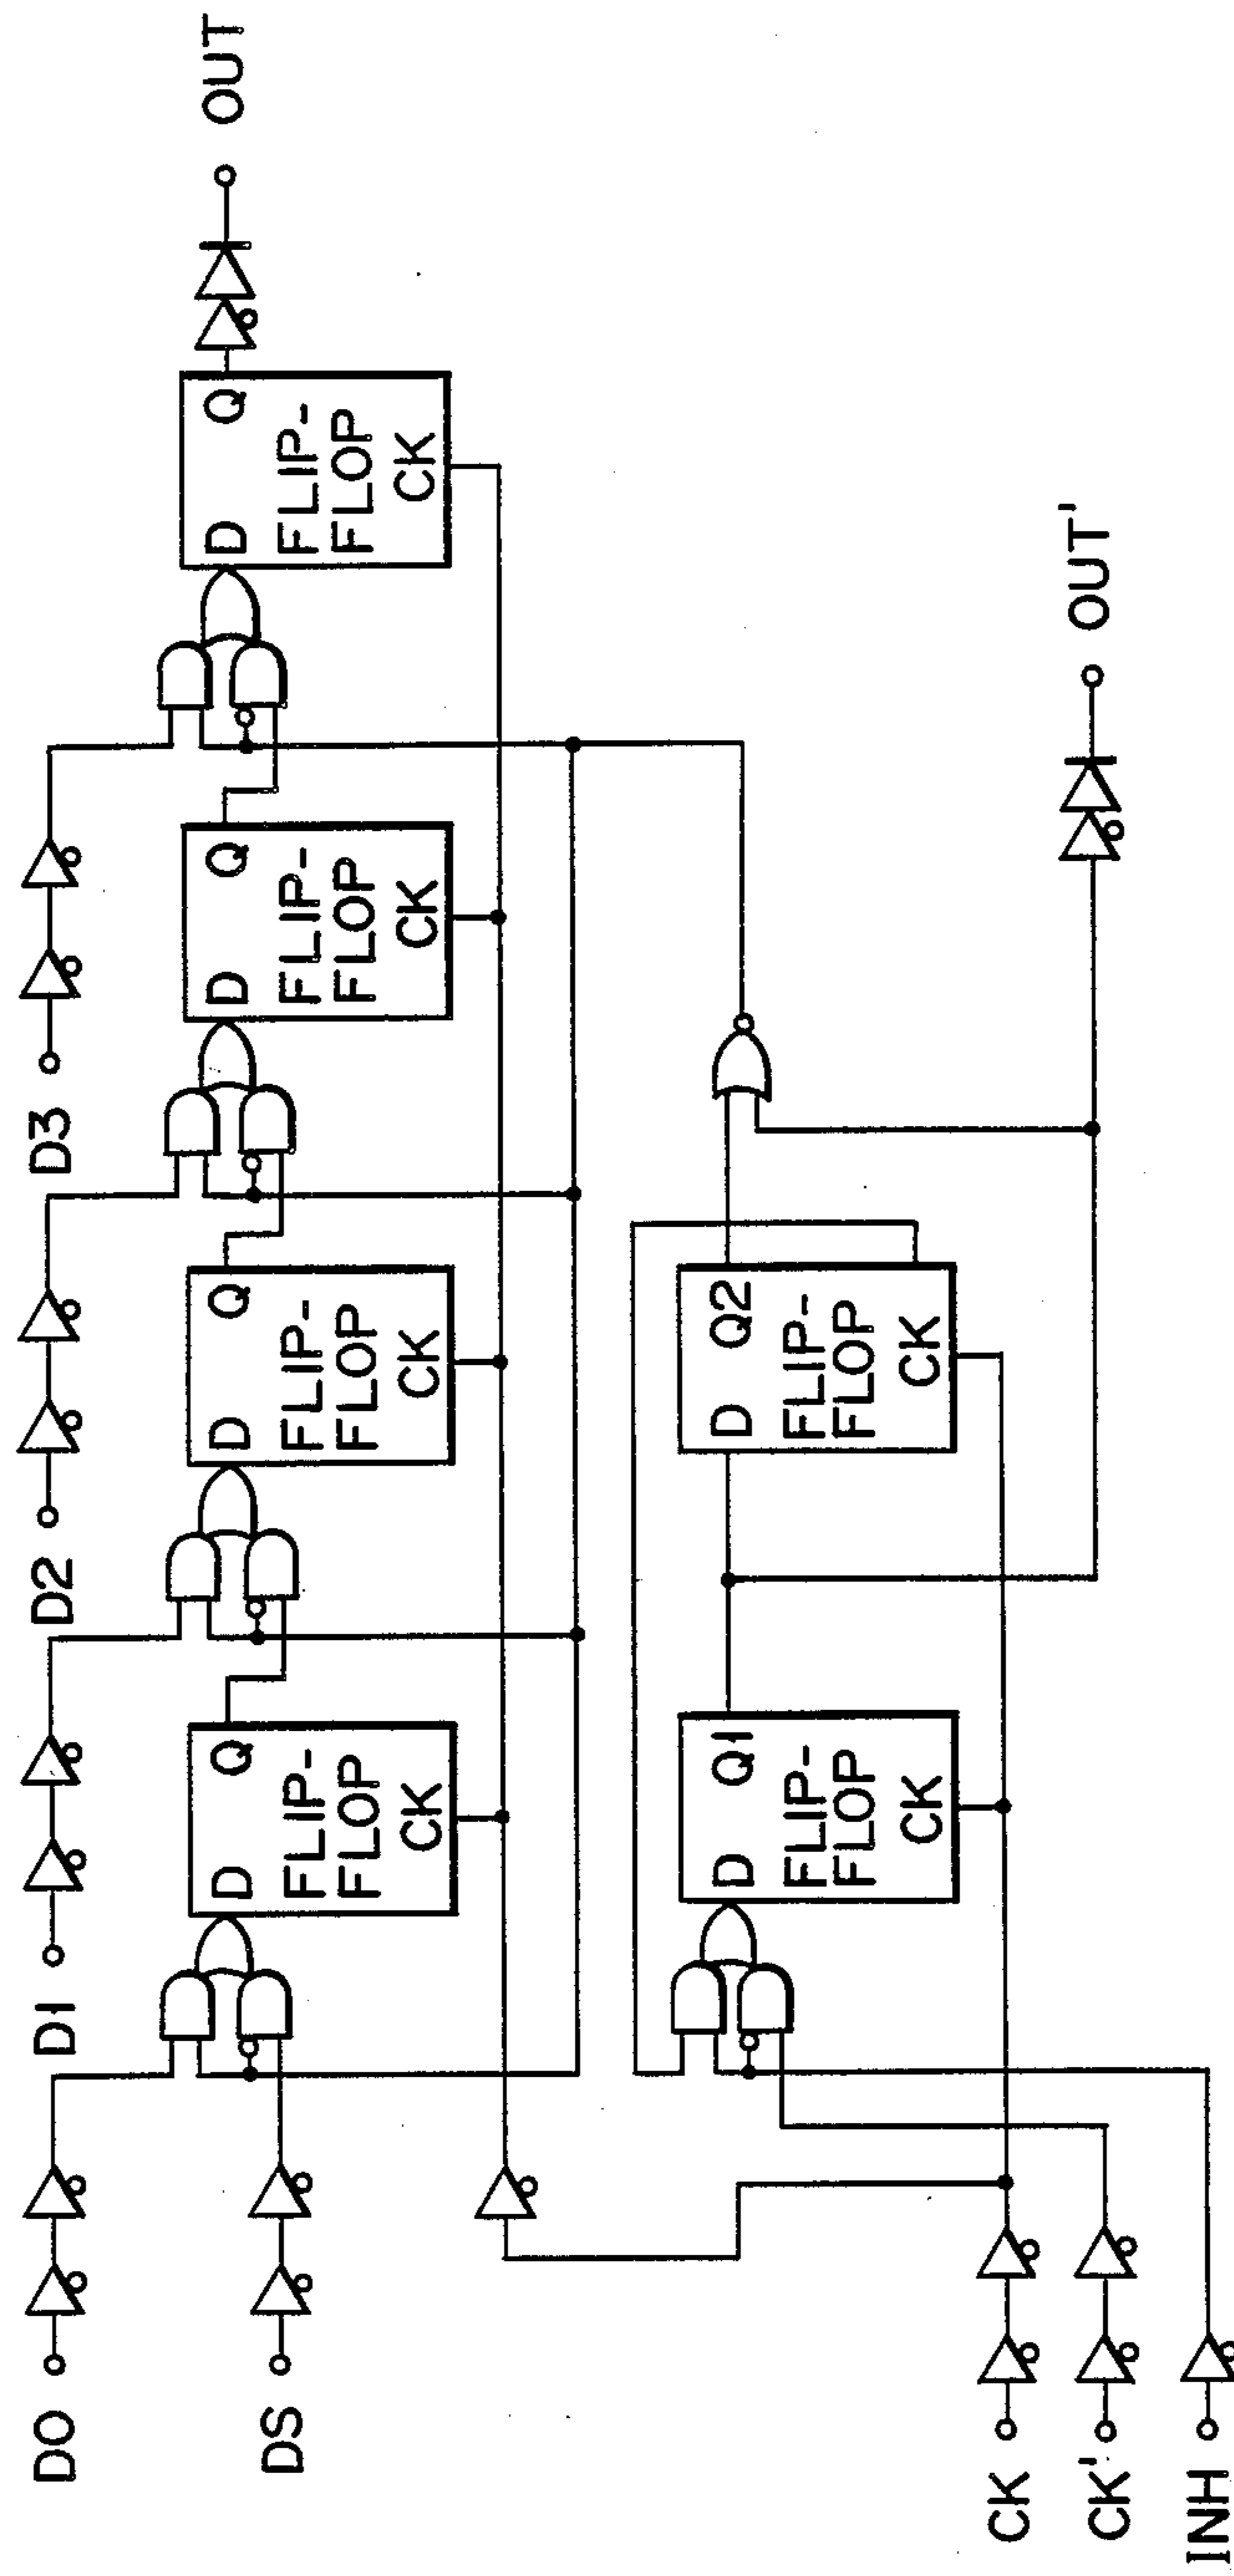 DO
D1
D2
D3
DS
D Q
FLIP-
FLOP
CK
D Q
FLIP-
FLOP
CK
D Q
FLIP-
FLOP
CK
D Q
FLIP-
FLOP
CK
OUT
D Q1
FLIP-
FLOP
CK
D Q2
FLIP-
FLOP
CK
OUT'
CK
CK'
INH